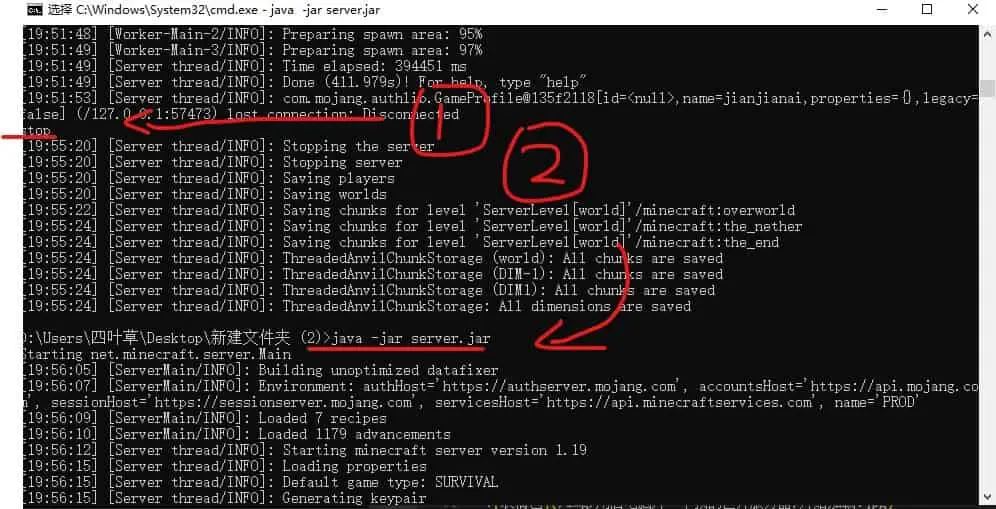 选择 C:\Windows\System32\cmd.exe - java -jar server.jar
[19:51:48] [Worker-Main-2/INFO]: Preparing spawn area: 95%
[19:51:49] [Worker-Main-3/INFO]: Preparing spawn area: 97%
[19:51:49] [Server thread/INFO]: Time elapsed: 394451 ms
[19:51:49] [Server thread/INFO]: Done (411.979s)! For help, type "help"
[19:51:53] [Server thread/INFO]: com.mojang.authlib.GameProfile@135f2118[id=<null>,name=jianjianai,properties={},legacy=
false] (/127.0.0.1:57473) lost connection: Disconnected
1
stop
[19:55:20] [Server thread/INFO]: Stopping the server
2
[19:55:20] [Server thread/INFO]: Stopping server
[19:55:20] [Server thread/INFO]: Saving players
[19:55:20] [Server thread/INFO]: Saving worlds
[19:55:22] [Server thread/INFO]: Saving chunks for level 'ServerLevel[world]'/minecraft:overworld
[19:55:24] [Server thread/INFO]: Saving chunks for level 'ServerLevel[world]'/minecraft:the_nether
[19:55:24] [Server thread/INFO]: Saving chunks for level 'ServerLevel[world]'/minecraft:the_end
[19:55:24] [Server thread/INFO]: ThreadedAnvilChunkStorage (world): All chunks are saved
[19:55:24] [Server thread/INFO]: ThreadedAnvilChunkStorage (DIM-1): All chunks are saved
[19:55:24] [Server thread/INFO]: ThreadedAnvilChunkStorage (DIM1): All chunks are saved
[19:55:24] [Server thread/INFO]: ThreadedAnvilChunkStorage: All dimensions are saved
D:\Users\四叶草\Desktop\新建文件夹 (2)>java -jar server.jar
Starting net.minecraft.server.Main
[19:56:05] [ServerMain/INFO]: Building unoptimized datafixer
[19:56:07] [ServerMain/INFO]: Environment: authHost='https://authserver.mojang.com', accountsHost='https://api.mojang.co
m', sessionHost='https://sessionserver.mojang.com', servicesHost='https://api.minecraftservices.com', name='PROD'
[19:56:09] [ServerMain/INFO]: Loaded 7 recipes
[19:56:10] [ServerMain/INFO]: Loaded 1179 advancements
[19:56:12] [Server thread/INFO]: Starting minecraft server version 1.19
[19:56:15] [Server thread/INFO]: Loading properties
[19:56:15] [Server thread/INFO]: Default game type: SURVIVAL
[19:56:15] [Server thread/INFO]: Generating keypair